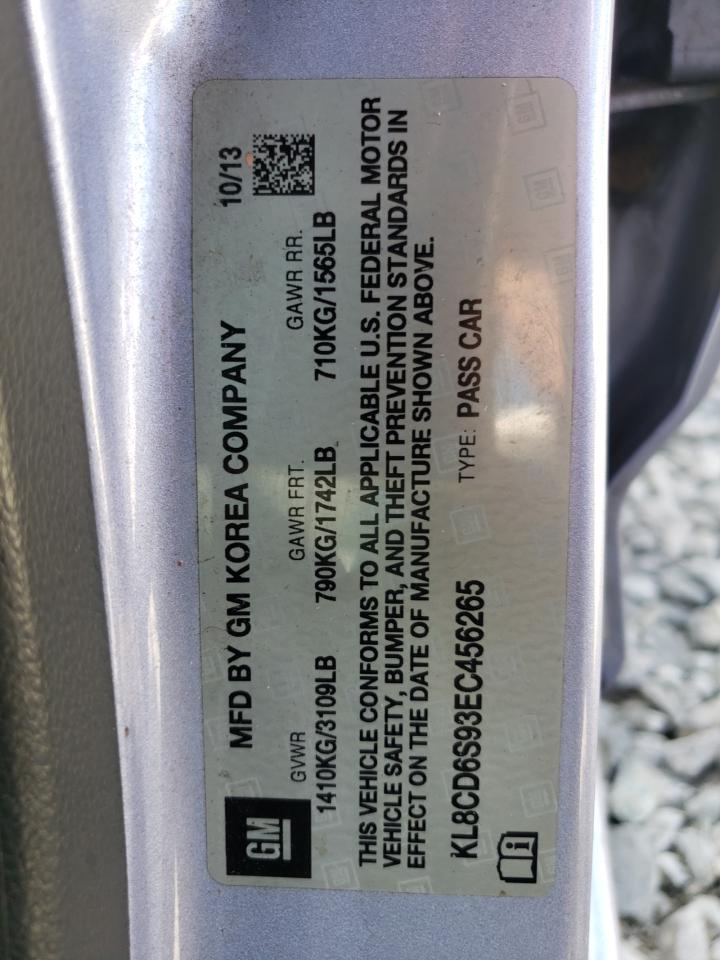 MFD BY GM KOREA COMPANY 10/13
GM
GVWR GAWR FRT. GAWR RR.
1410KG/3109LB 790KG/1742LB 710KG/1565LB
THIS VEHICLE CONFORMS TO ALL APPLICABLE U.S. FEDERAL MOTOR
VEHICLE SAFETY, BUMPER, AND THEFT PREVENTION STANDARDS IN
EFFECT ON THE DATE OF MANUFACTURE SHOWN ABOVE.
KL8CD6S93EC456265 TYPE: PASS CAR